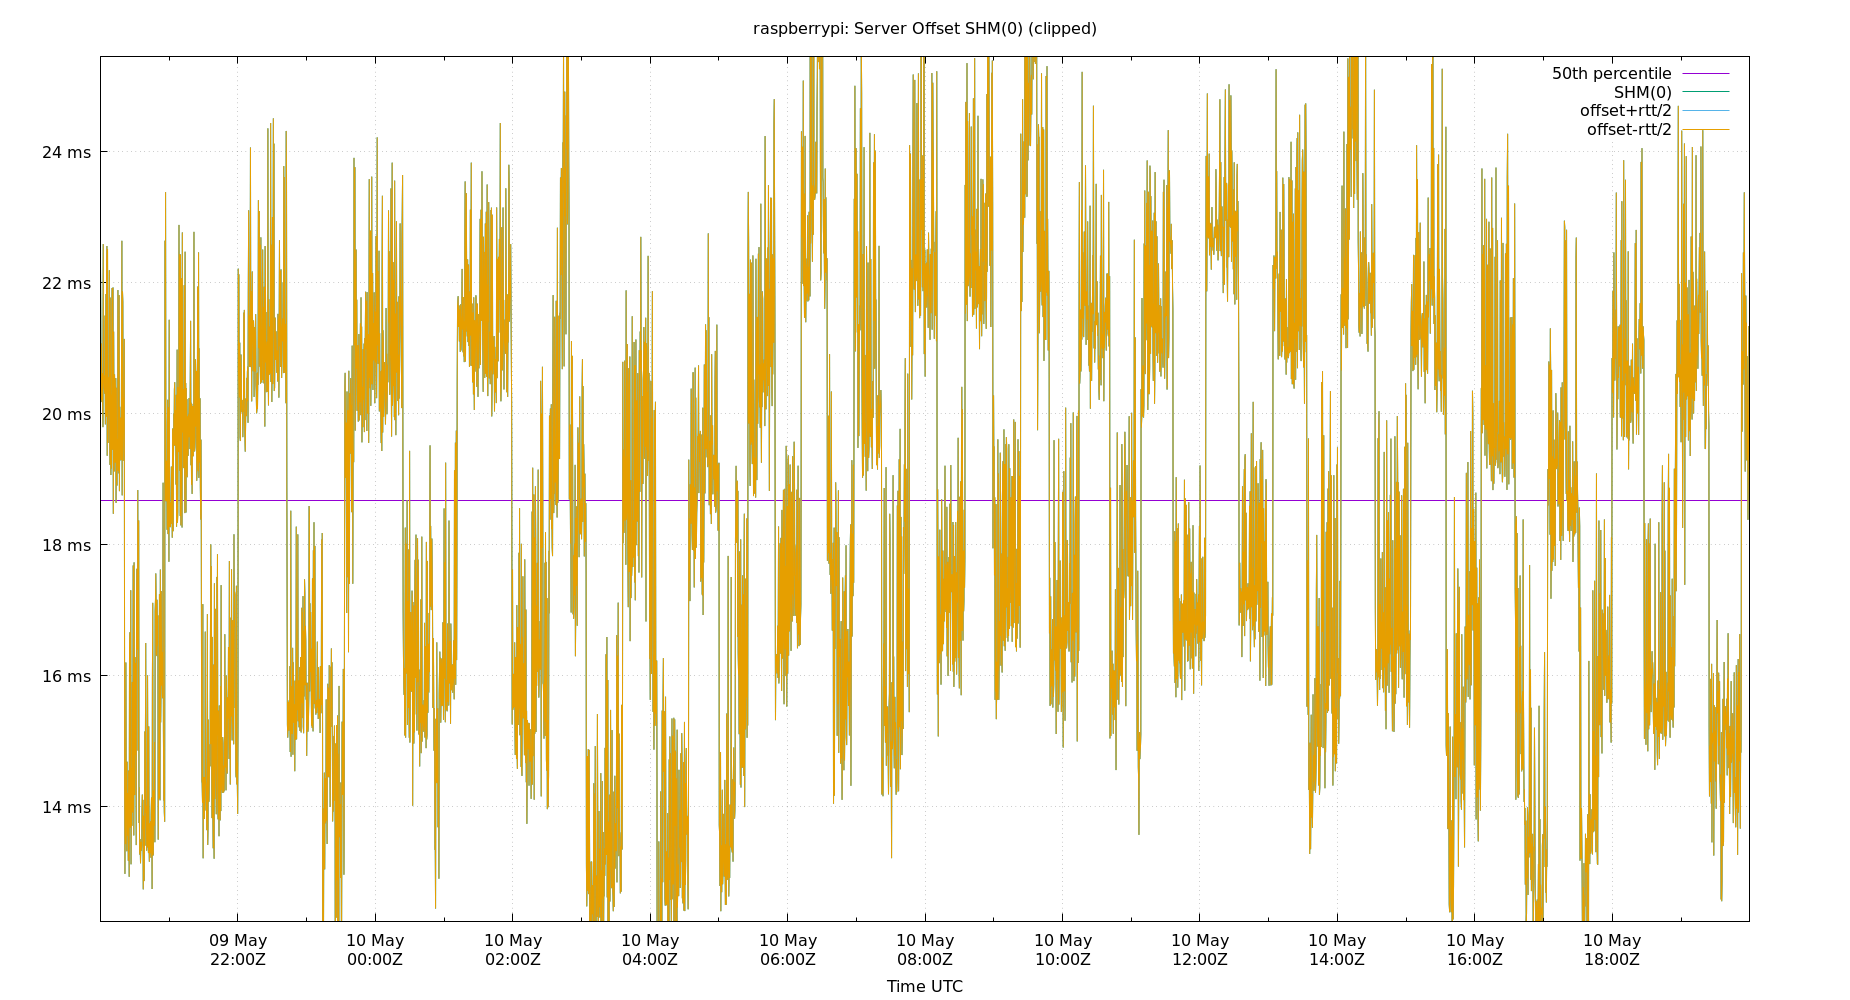 raspberrypi: Server Offset SHM(0) (clipped)
50th percentile
SHM(0)
offset+rtt/2
offset-rtt/2
24 ms
22 ms
20 ms
18 ms
16 ms
14 ms
09 May 10 May 10 May 10 May 10 May 10 May 10 May 10 May 10 May 10 May 10 May
22:00Z 00:00Z 02:00Z 04:00Z 06:00Z 08:00Z 10:00Z 12:00Z 14:00Z 16:00Z 18:00Z
Time UTC